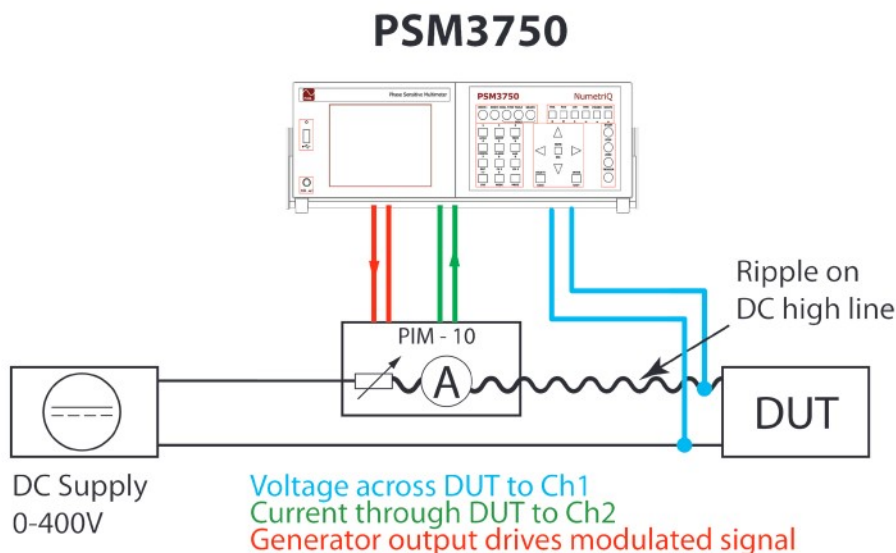 PSM3750
Phase Sensitive Multimeter
PSM3750
NumetriQ
Ripple on
DC high line
PIM - 10
A
DUT
DC Supply
0-400V
Voltage across DUT to Ch1
Current through DUT to Ch2
Generator output drives modulated signal